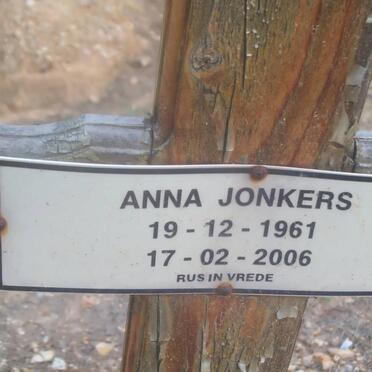 ANNA JONKERS
19 - 12 - 1961
17 - 02 - 2006
RUS IN VREDE